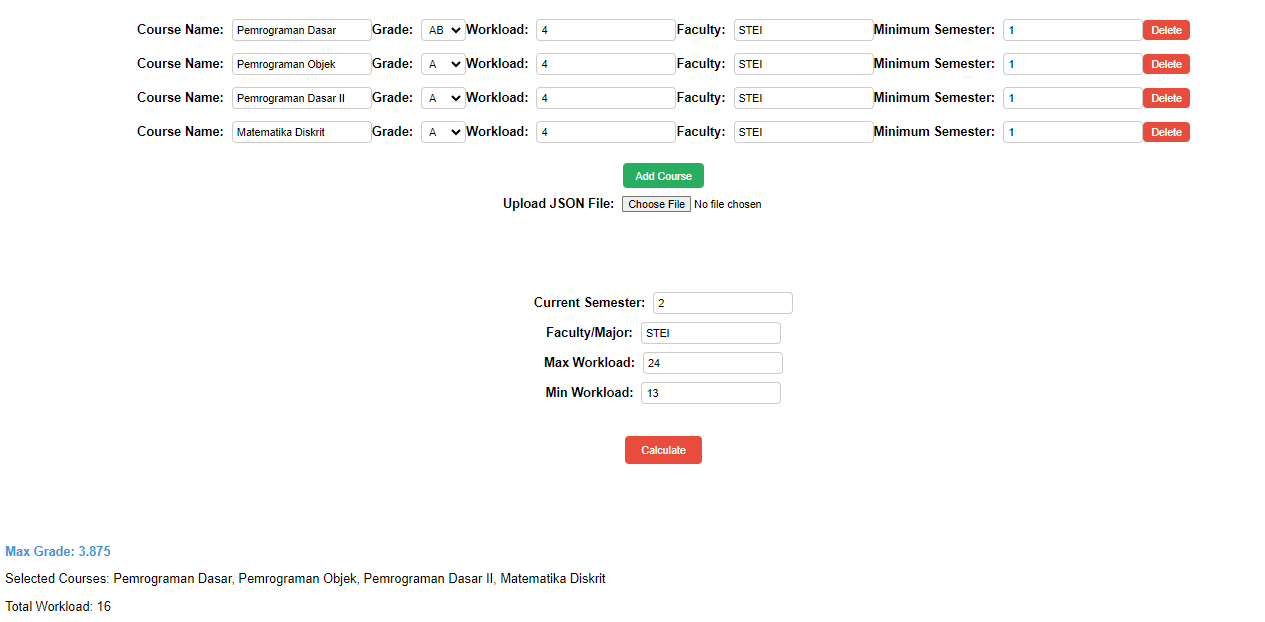 Course Name: Pemrograman Dasar Grade: AB Workload: 4 Faculty: STEI Minimum Semester: 1 Delete
Course Name: Pemrograman Objek Grade: A Workload: 4 Faculty: STEI Minimum Semester: 1 Delete
Course Name: Pemrograman Dasar II Grade: A Workload: 4 Faculty: STEI Minimum Semester: 1 Delete
Course Name: Matematika Diskrit Grade: A Workload: 4 Faculty: STEI Minimum Semester: 1 Delete
Add Course
Upload JSON File: Choose File No file chosen
Current Semester: 2
Faculty/Major: STEI
Max Workload: 24
Min Workload: 13
Calculate
Max Grade: 3.875
Selected Courses: Pemrograman Dasar, Pemrograman Objek, Pemrograman Dasar II, Matematika Diskrit
Total Workload: 16